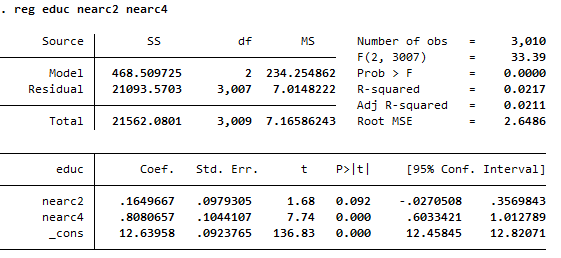 . reg educ nearc2 nearc4
Source | SS df MS Number of obs = 3,010
F(2, 3007) = 33.39
Model | 468.509725 2 234.254862 Prob > F = 0.0000
Residual | 21093.5703 3,007 7.0148222 R-squared = 0.0217
Adj R-squared = 0.0211
Total | 21562.0801 3,009 7.16586243 Root MSE = 2.6486
educ | Coef. Std. Err. t P>|t| [95% Conf. Interval]
nearc2 | .1649667 .0979305 1.68 0.092 -.0270508 .3569843
nearc4 | .8080657 .1044107 7.74 0.000 .6033421 1.012789
_cons | 12.63958 .0923765 136.83 0.000 12.45845 12.82071